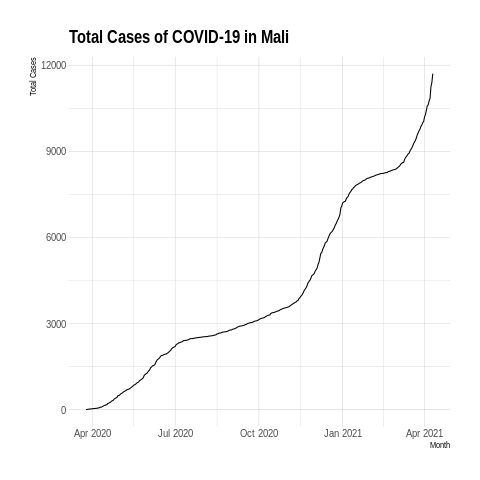 Total Cases of COVID-19 in Mali
Total Cases
12000
9000
6000
3000
0
Apr 2020 Jul 2020 Oct 2020 Jan 2021 Apr 2021
Month